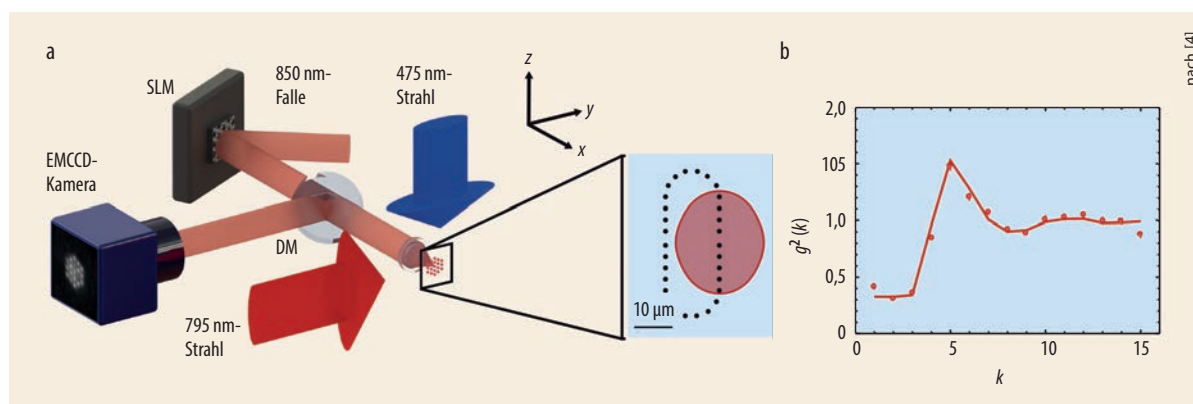 a
SLM
850 nm-
Falle
475 nm-
Strahl
z
y
x
EMCCD-
Kamera
DM
795 nm-
Strahl
10 µm
b
nach [4]
2,0
105
1,0
0,5
0
g² (k)
0 5 10 15
k